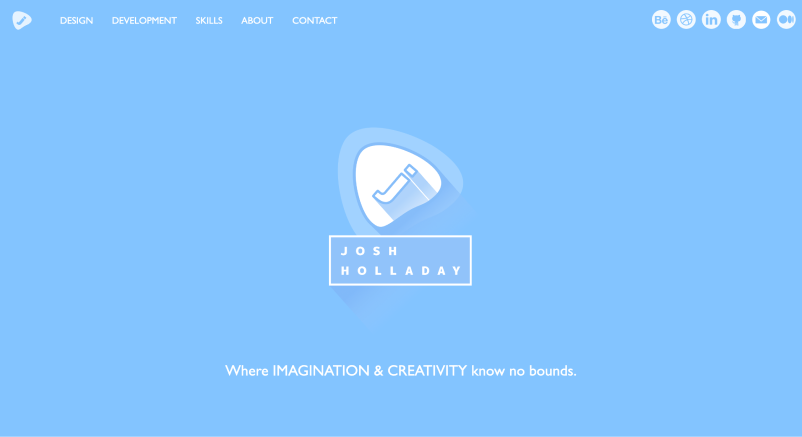 DESIGN DEVELOPMENT SKILLS ABOUT CONTACT
Bē in
J
JOSH
HOLLADAY
Where IMAGINATION & CREATIVITY know no bounds.